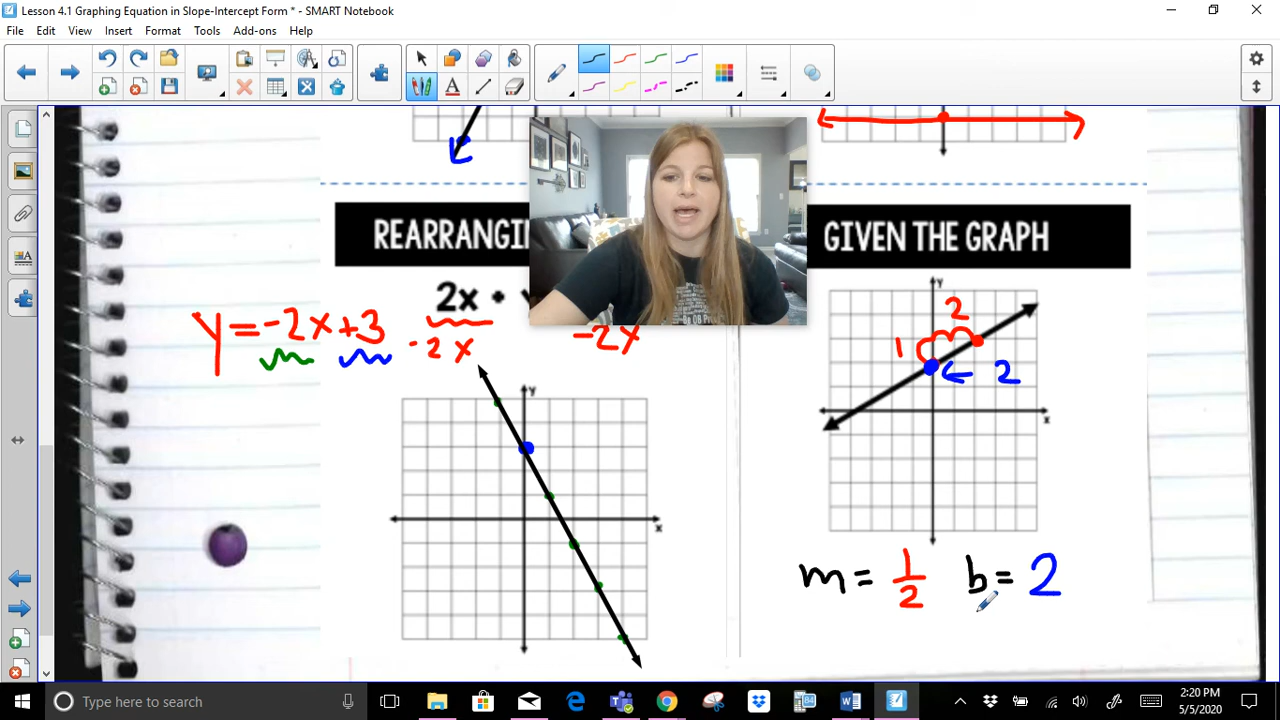 Lesson 4.1 Graphing Equation in Slope-Intercept Form * - SMART Notebook
File Edit View Insert Format Tools Add-ons Help
REARRANGI
GIVEN THE GRAPH
2x +
y = -2x+3
-2x
-2x
y
x
y
2
1
2
x
m = 1/2 b = 2
Type here to search
2:20 PM
5/5/2020